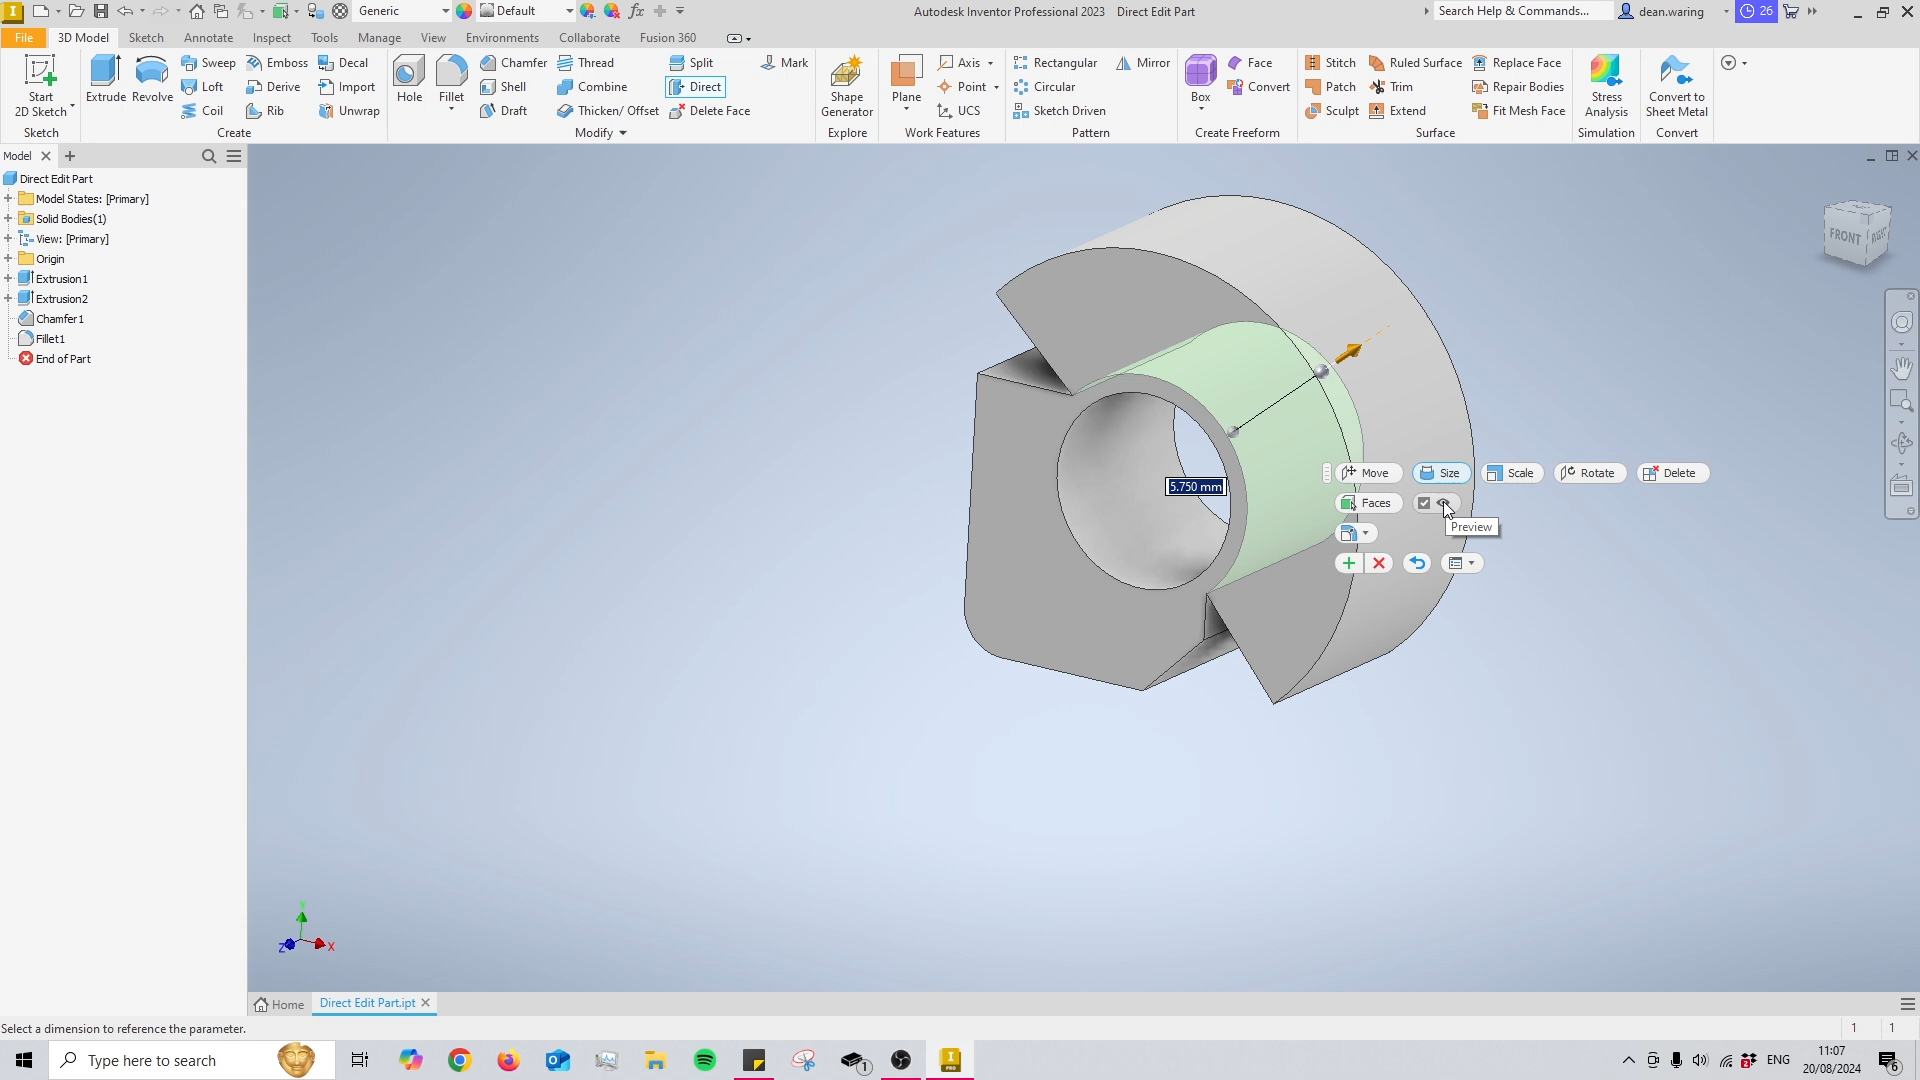 Generic Default Autodesk Inventor Professional 2023 Direct Edit Part Search Help & Commands... dean.waring 26
File 3D Model Sketch Annotate Inspect Tools Manage View Environments Collaborate Fusion 360
Sweep Emboss Decal Chamfer Thread Split Mark Axis Rectangular Mirror Face Stitch Ruled Surface Replace Face
Loft Derive Import Shell Combine Direct Point Circular Convert Patch Trim Repair Boxes
Start 2D Sketch Extrude Revolve Coil Rib Unwrap Hole Fillet Draft Thicken/ Offset Delete Face Shape Generator Plane UCS Sketch Driven Box Sculpt Extend Fit Mesh Face Stress Analysis Convert to Sheet Metal
Sketch Create Modify Explore Work Features Pattern Create Freeform Surface Simulation Convert
Model
Direct Edit Part
Model States: [Primary]
Solid Bodies(1)
View: [Primary]
Origin
Extrusion1
Extrusion2
Chamfer1
Fillet1
End of Part
FRONT RIGHT
Move Size Scale Rotate Delete
5.750 mm
Faces
Preview
Y
Z X
Home Direct Edit Part.ipt
Select a dimension to reference the parameter. 1 1
Type here to search
ENG
11:07
20/08/2024